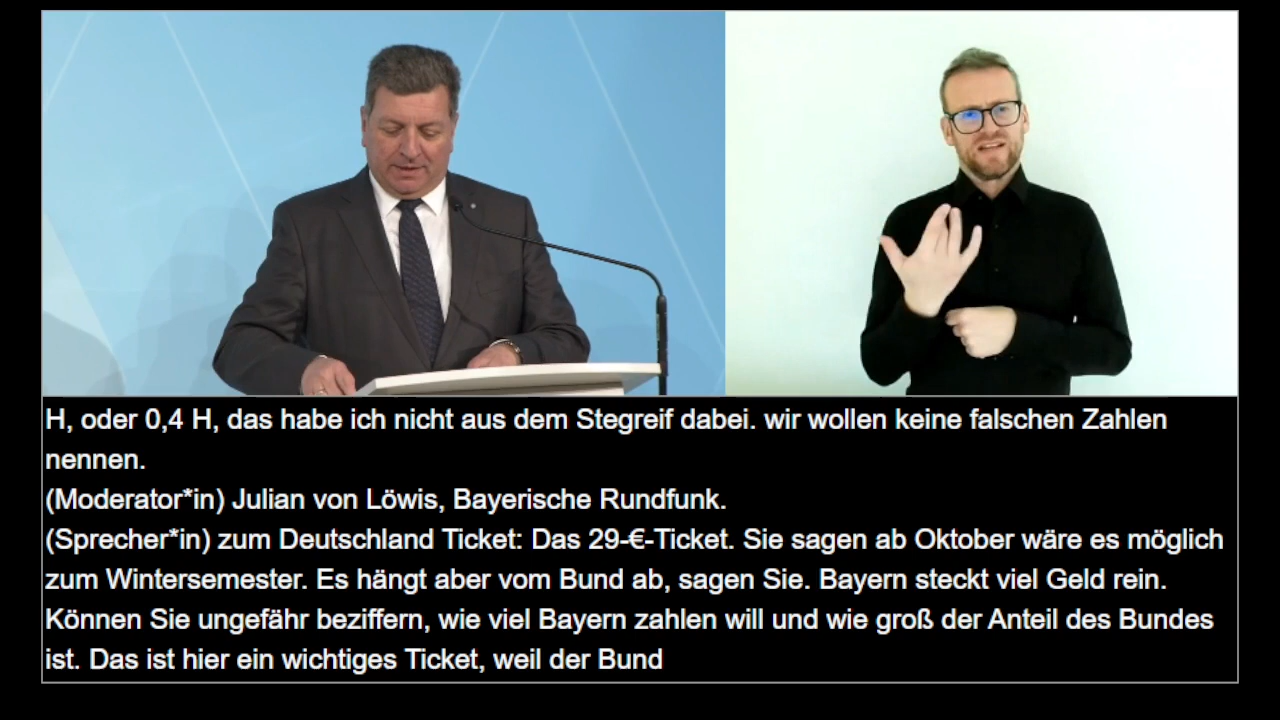 H, oder 0,4 H, das habe ich nicht aus dem Stegreif dabei. wir wollen keine falschen Zahlen
nennen.
(Moderator*in) Julian von Löwis, Bayerische Rundfunk.
(Sprecher*in) zum Deutschland Ticket: Das 29-€-Ticket. Sie sagen ab Oktober wäre es möglich
zum Wintersemester. Es hängt aber vom Bund ab, sagen Sie. Bayern steckt viel Geld rein.
Können Sie ungefähr beziffern, wie viel Bayern zahlen will und wie groß der Anteil des Bundes
ist. Das ist hier ein wichtiges Ticket, weil der Bund